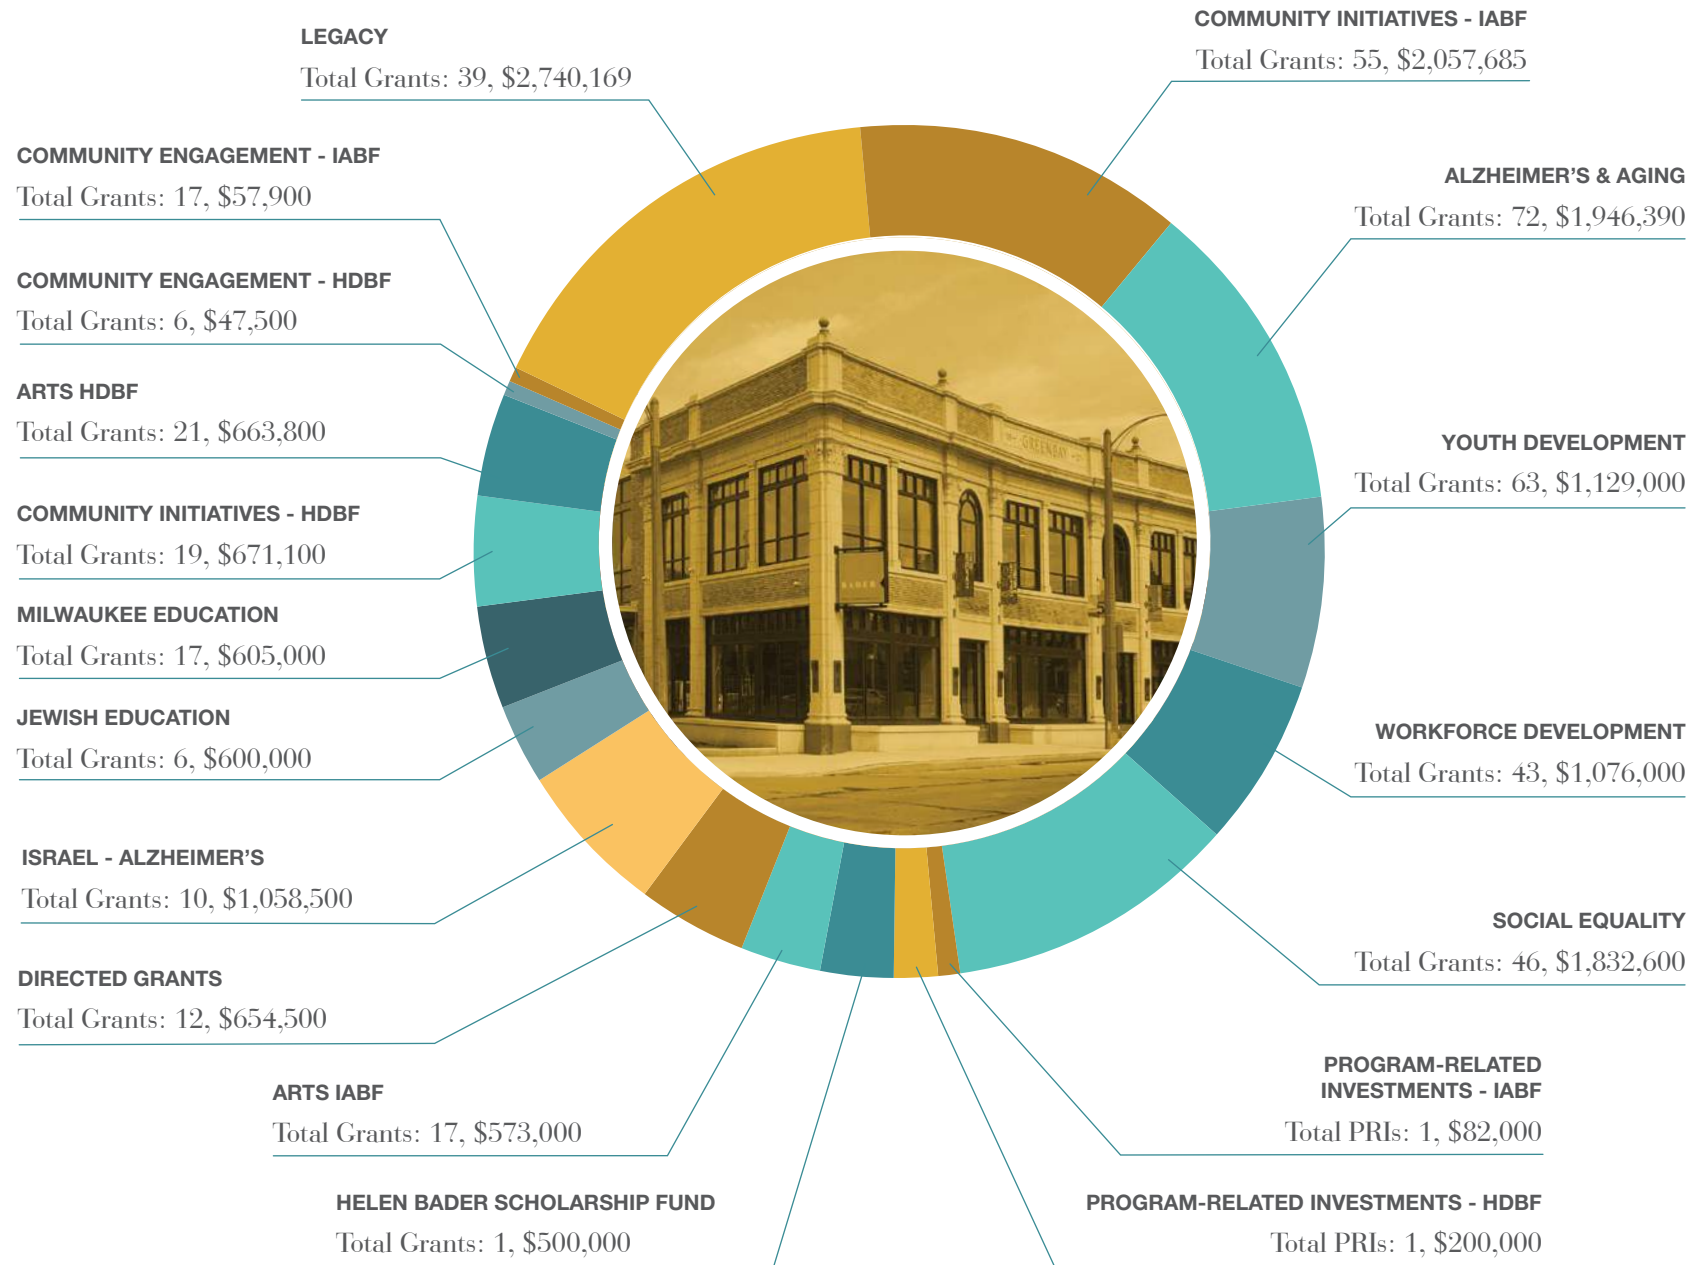 LEGACY
Total Grants: 39, $2,740,169
COMMUNITY INITIATIVES - IABF
Total Grants: 55, $2,057,685
COMMUNITY ENGAGEMENT - IABF
Total Grants: 17, $57,900
ALZHEIMER’S & AGING
Total Grants: 72, $1,946,390
COMMUNITY ENGAGEMENT - HDBF
Total Grants: 6, $47,500
ARTS HDBF
Total Grants: 21, $663,800
YOUTH DEVELOPMENT
Total Grants: 63, $1,129,000
COMMUNITY INITIATIVES - HDBF
Total Grants: 19, $671,100
MILWAUKEE EDUCATION
Total Grants: 17, $605,000
JEWISH EDUCATION
Total Grants: 6, $600,000
WORKFORCE DEVELOPMENT
Total Grants: 43, $1,076,000
ISRAEL - ALZHEIMER’S
Total Grants: 10, $1,058,500
SOCIAL EQUALITY
Total Grants: 46, $1,832,600
DIRECTED GRANTS
Total Grants: 12, $654,500
ARTS IABF
Total Grants: 17, $573,000
PROGRAM-RELATED
INVESTMENTS - IABF
Total PRIs: 1, $82,000
HELEN BADER SCHOLARSHIP FUND
Total Grants: 1, $500,000
PROGRAM-RELATED INVESTMENTS - HDBF
Total PRIs: 1, $200,000
GREENBAY
BADER